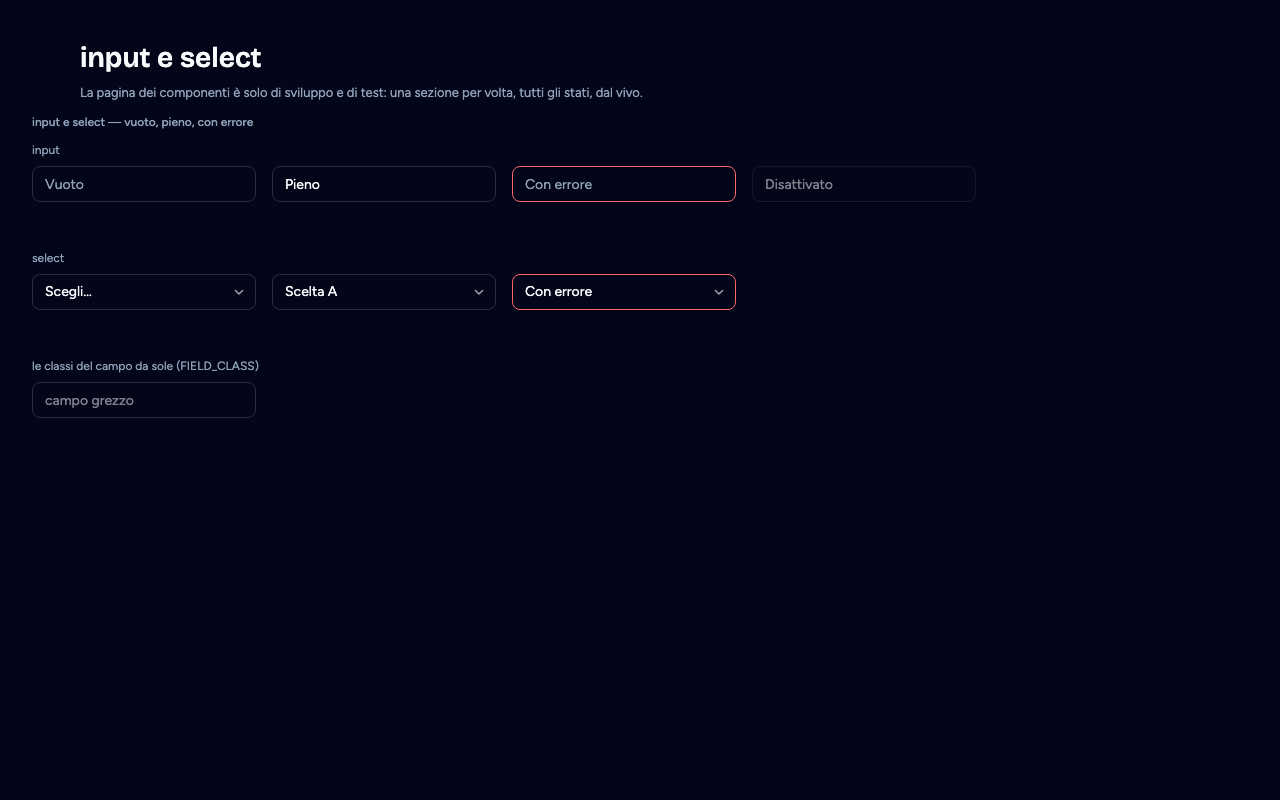 input e select
La pagina dei componenti è solo di sviluppo e di test: una sezione per volta, tutti gli stati, dal vivo.
input e select — vuoto, pieno, con errore
input
Vuoto
Pieno
Con errore
Disattivato
select
Scegli…
Scelta A
Con errore
le classi del campo da sole (FIELD_CLASS)
campo grezzo